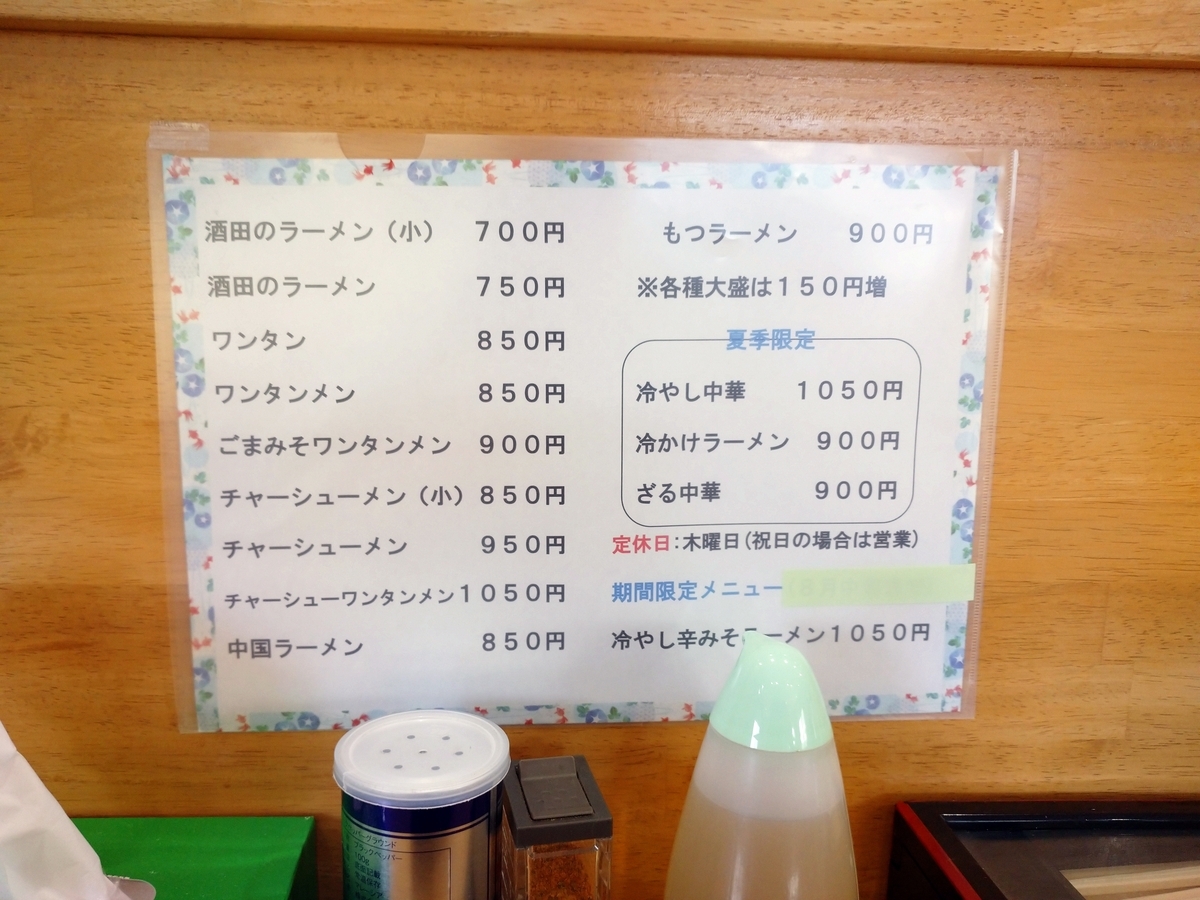 酒田のラーメン（小） ７００円
酒田のラーメン ７５０円
ワンタン ８５０円
ワンタンメン ８５０円
ごまみそワンタンメン ９００円
チャーシューメン（小） ８５０円
チャーシューメン ９５０円
チャーシューワンタンメン １０５０円
中国ラーメン ８５０円
もつラーメン ９００円
※各種大盛は１５０円増
夏季限定
冷やし中華 １０５０円
冷かけラーメン ９００円
ざる中華 ９００円
定休日：木曜日（祝日の場合は営業）
期間限定メニュー
冷やし辛みそラーメン１０５０円
ブラックペッパー
100g